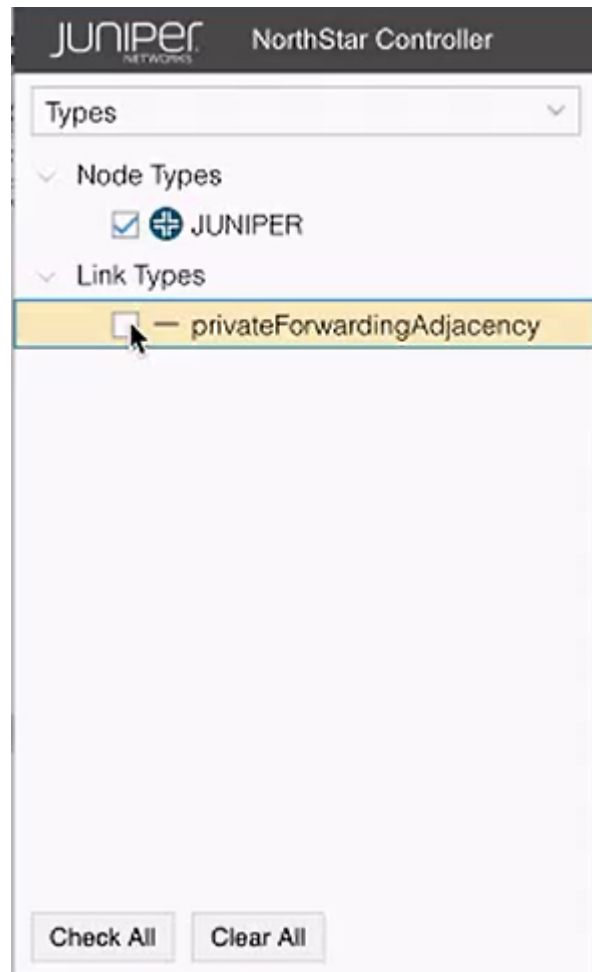 JUNIPER NorthStar Controller
NETWORKS
Types
Node Types
JUNIPER
Link Types
privateForwardingAdjacency
Check All Clear All